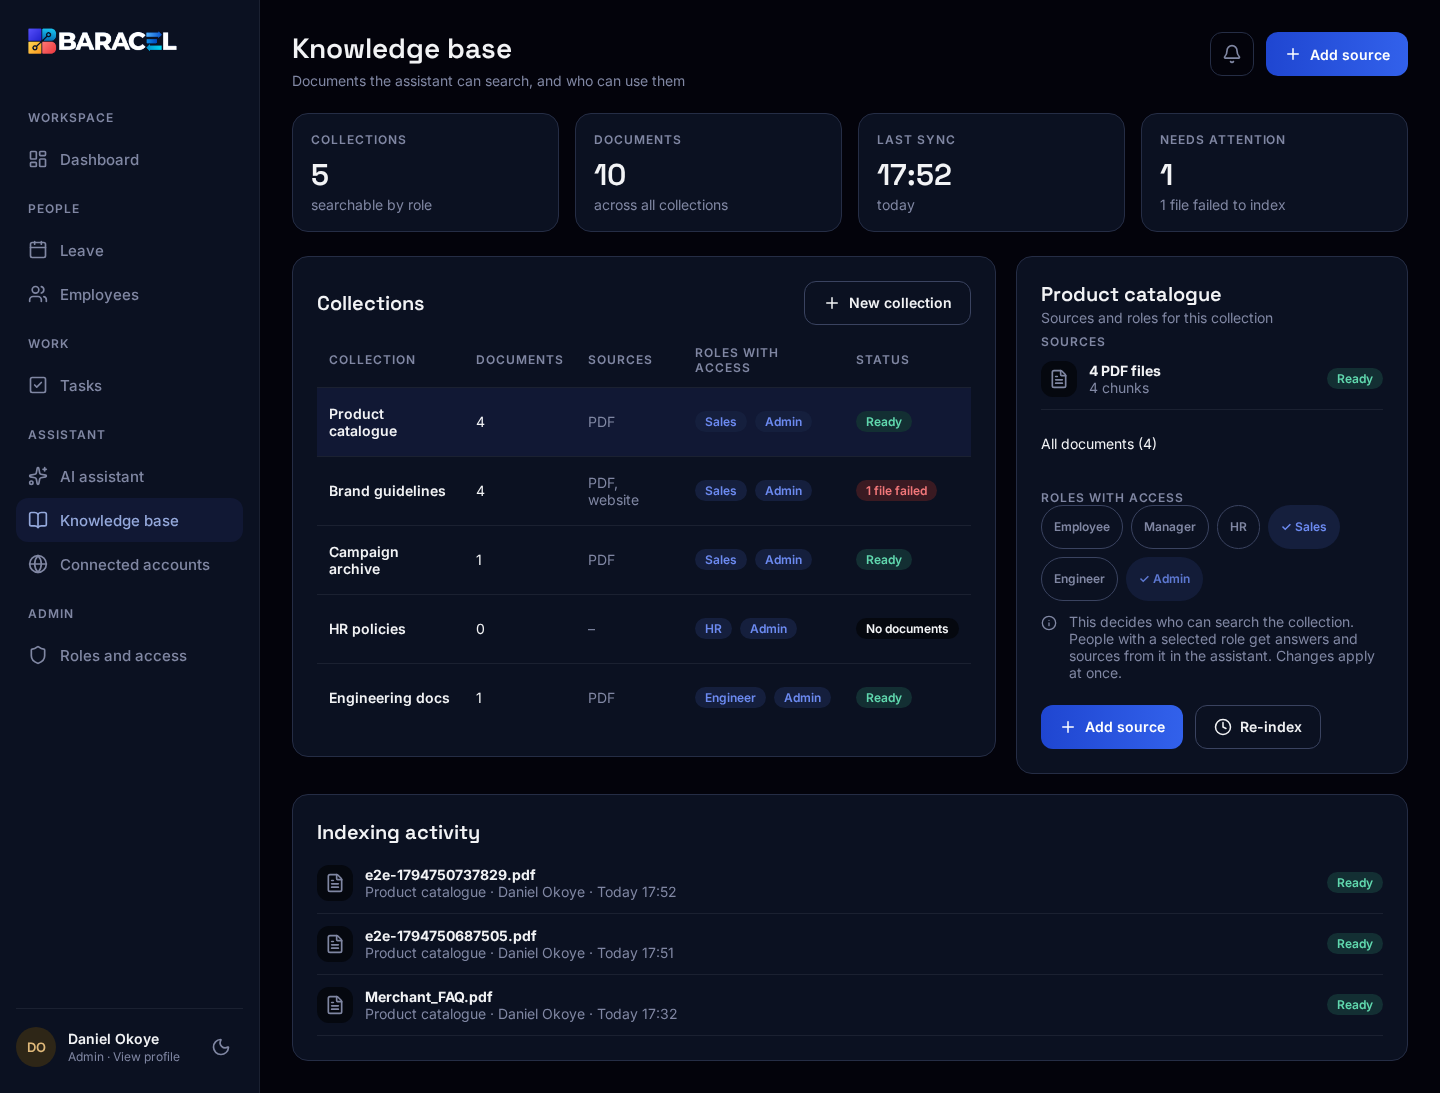 BARACEL
WORKSPACE
Dashboard
PEOPLE
Leave
Employees
WORK
Tasks
ASSISTANT
AI assistant
Knowledge base
Connected accounts
ADMIN
Roles and access
DO
Daniel Okoye
Admin · View profile
Knowledge base
Documents the assistant can search, and who can use them
Add source
COLLECTIONS
5
searchable by role
DOCUMENTS
10
across all collections
LAST SYNC
17:52
today
NEEDS ATTENTION
1
1 file failed to index
Collections
New collection
COLLECTION DOCUMENTS SOURCES ROLES WITH
ACCESS STATUS
Product
catalogue 4 PDF Sales Admin Ready
Brand guidelines 4 PDF,
website Sales Admin 1 file failed
Campaign
archive 1 PDF Sales Admin Ready
HR policies 0 – HR Admin No documents
Engineering docs 1 PDF Engineer Admin Ready
Product catalogue
Sources and roles for this collection
SOURCES
4 PDF files
4 chunks
Ready
All documents (4)
ROLES WITH ACCESS
Employee Manager HR ✓ Sales
Engineer ✓ Admin
This decides who can search the collection.
People with a selected role get answers and
sources from it in the assistant. Changes apply
at once.
Add source Re-index
Indexing activity
e2e-1794750737829.pdf
Product catalogue · Daniel Okoye · Today 17:52
Ready
e2e-1794750687505.pdf
Product catalogue · Daniel Okoye · Today 17:51
Ready
Merchant_FAQ.pdf
Product catalogue · Daniel Okoye · Today 17:32
Ready